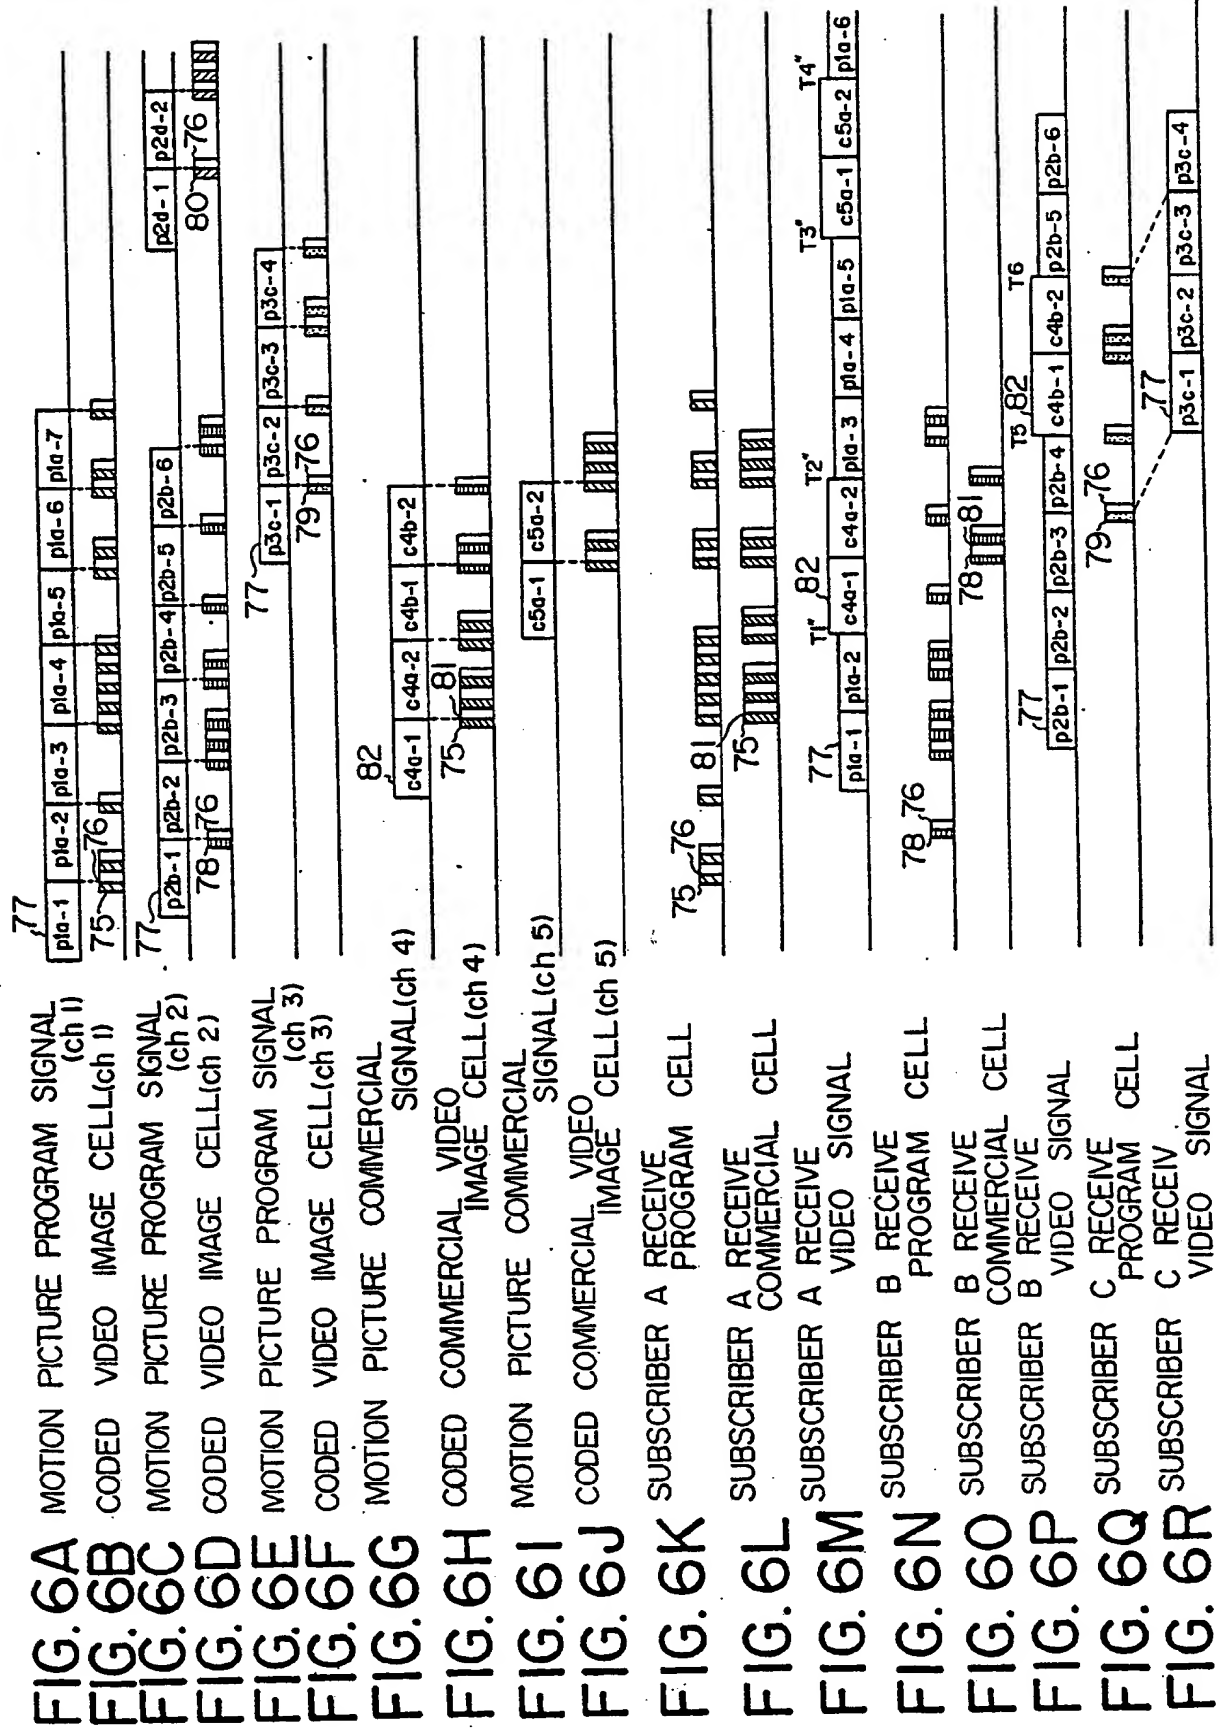 FIG. 6A MOTION PICTURE PROGRAM SIGNAL (ch 1)
77
p1a-1 p1a-2 p1a-3 p1a-4 p1a-5 p1a-6 p1a-7
FIG. 6B CODED VIDEO IMAGE CELL(ch 1)
75 76
FIG. 6C MOTION PICTURE PROGRAM SIGNAL (ch 2)
77
p2b-1 p2b-2 p2b-3 p2b-4 p2b-5 p2b-6 p2d-1 p2d-2
FIG. 6D CODED VIDEO IMAGE CELL(ch 2)
78 76 80 76
FIG. 6E MOTION PICTURE PROGRAM SIGNAL (ch 3)
77
p3c-1 p3c-2 p3c-3 p3c-4
FIG. 6F CODED VIDEO IMAGE CELL(ch 3)
79 76
FIG. 6G MOTION PICTURE COMMERCIAL SIGNAL(ch 4)
82
c4a-1 c4a-2 c4b-1 c4b-2
FIG. 6H CODED COMMERCIAL VIDEO IMAGE CELL(ch 4)
75 81
FIG. 6I MOTION PICTURE COMMERCIAL SIGNAL(ch 5)
c5a-1 c5a-2
FIG. 6J CODED COMMERCIAL VIDEO IMAGE CELL(ch 5)
FIG. 6K SUBSCRIBER A RECEIVE PROGRAM CELL
75 76
FIG. 6L SUBSCRIBER A RECEIVE COMMERCIAL CELL
81
75
FIG. 6M SUBSCRIBER A RECEIVE VIDEO SIGNAL
77 T1" 82 T2" T3" T4"
p1a-1 p1a-2 c4a-1 c4a-2 p1a-3 p1a-4 p1a-5 c5a-1 c5a-2 p1a-6
FIG. 6N SUBSCRIBER B RECEIVE PROGRAM CELL
78 76
FIG. 6O SUBSCRIBER B RECEIVE COMMERCIAL CELL
78 81
FIG. 6P SUBSCRIBER B RECEIVE VIDEO SIGNAL
77 T5 82 T6
p2b-1 p2b-2 p2b-3 p2b-4 c4b-1 c4b-2 p2b-5 p2b-6
FIG. 6Q SUBSCRIBER C RECEIVE PROGRAM CELL
79 76
FIG. 6R SUBSCRIBER C RECEIV VIDEO SIGNAL
77
p3c-1 p3c-2 p3c-3 p3c-4